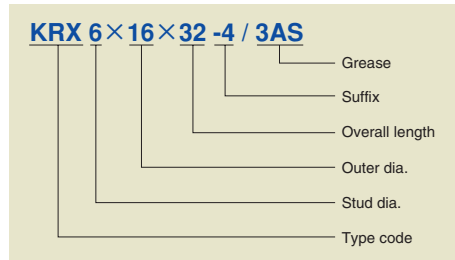 KRX 6×16×32 -4 / 3AS
Grease
Suffix
Overall length
Outer dia.
Stud dia.
Type code